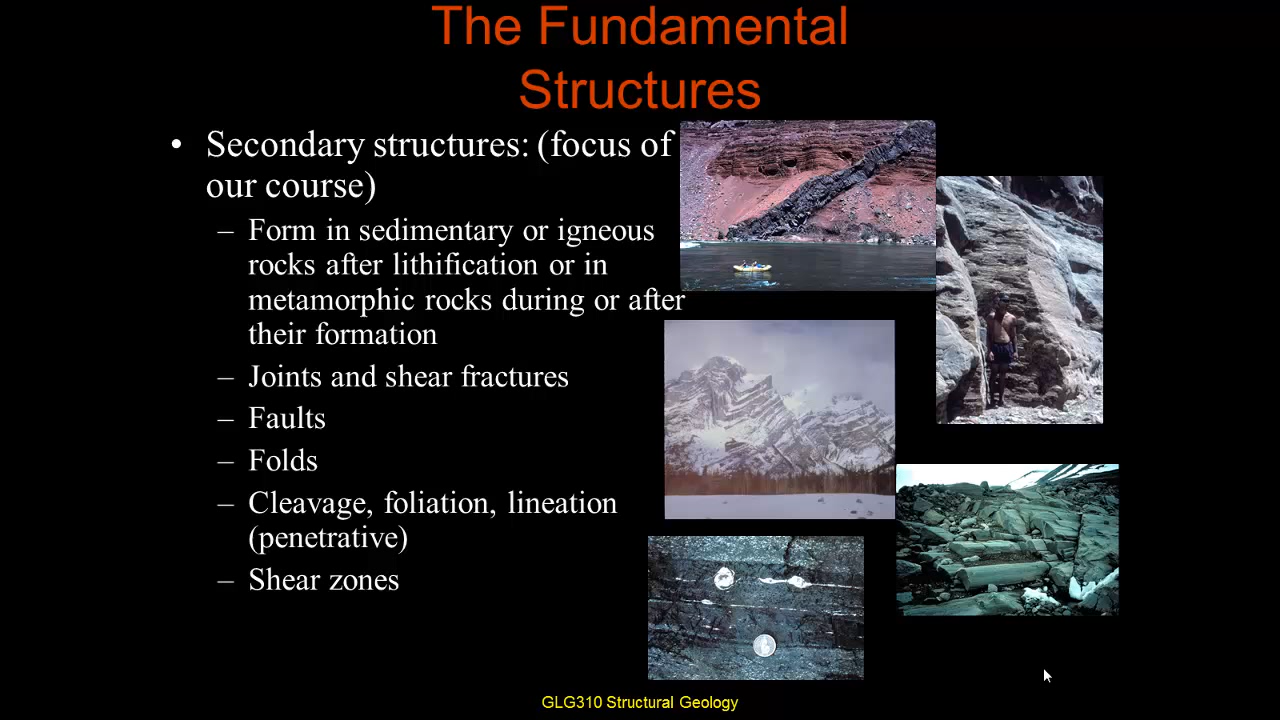 The Fundamental
Structures
• Secondary structures: (focus of
our course)
– Form in sedimentary or igneous
rocks after lithification or in
metamorphic rocks during or after
their formation
– Joints and shear fractures
– Faults
– Folds
– Cleavage, foliation, lineation
(penetrative)
– Shear zones
GLG310 Structural Geology